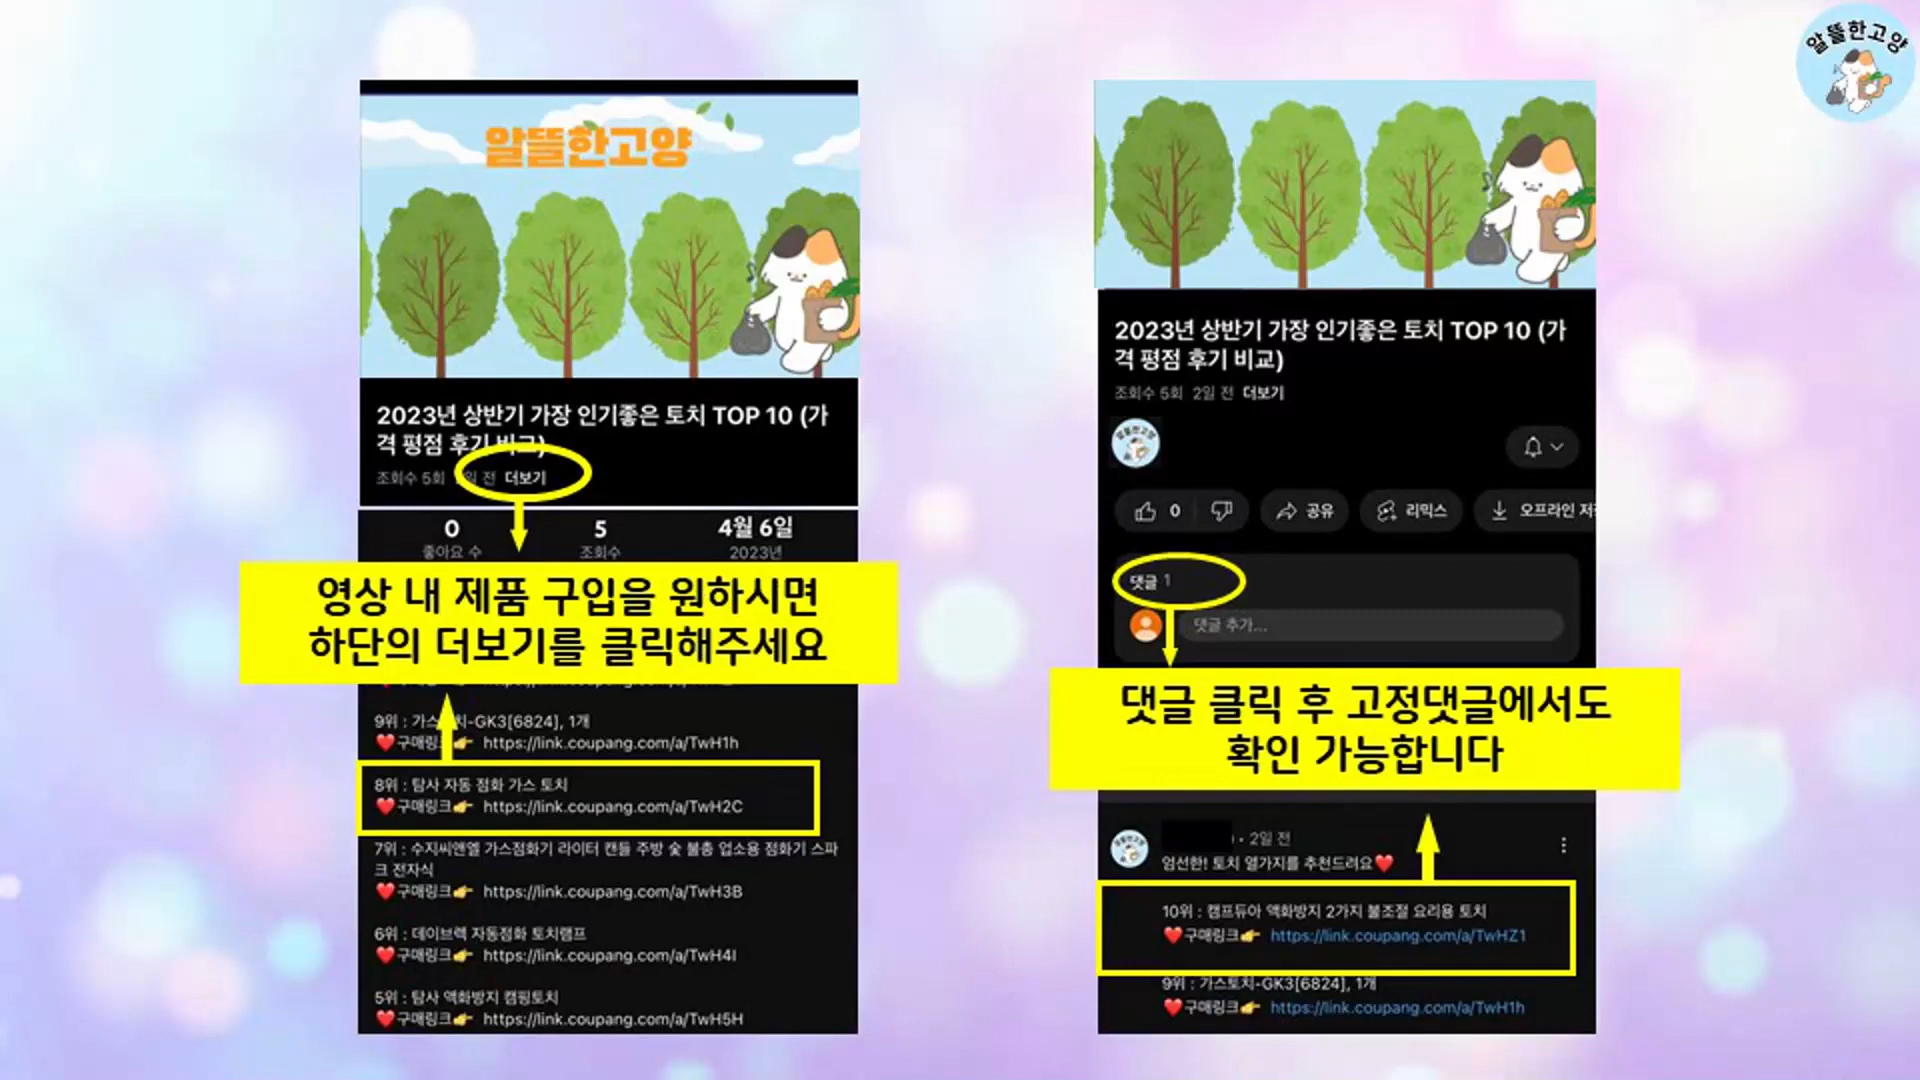 알뜰한고양
알뜰한고양
2023년 상반기 가장 인기좋은 토치 TOP 10 (가
격 평점 후기 비교)
조회수 5회 일 전 더보기
0 5 4월 6일
좋아요 수 조회수 2023년
영상 내 제품 구입을 원하시면
하단의 더보기를 클릭해주세요
9위 : 가스토치-GK3[6824], 1개
❤️구매링크👉 https://link.coupang.com/a/TwH1h
8위 : 탐사 자동 점화 가스 토치
❤️구매링크👉 https://link.coupang.com/a/TwH2C
7위 : 수지씨앤엘 가스점화기 라이터 캔들 주방 숯 불총 업소용 점화기 스파
크 전자식
❤️구매링크👉 https://link.coupang.com/a/TwH3B
6위 : 데이브렉 자동점화 토치램프
❤️구매링크👉 https://link.coupang.com/a/TwH4I
5위 : 탐사 액화방지 캠핑토치
❤️구매링크👉 https://link.coupang.com/a/TwH5H
2023년 상반기 가장 인기좋은 토치 TOP 10 (가
격 평점 후기 비교)
조회수 5회 2일 전 더보기
알뜰한고양
0 공유 리믹스 오프라인 저
댓글 1
댓글 추가...
댓글 클릭 후 고정댓글에서도
확인 가능합니다
알뜰한고양
• 2일 전
엄선한! 토치 열가지를 추천드려요❤️
10위 : 캠프듀아 액화방지 2가지 불조절 요리용 토치
❤️구매링크👉 https://link.coupang.com/a/TwHZ1
9위 : 가스토치-GK3[6824], 1개
❤️구매링크👉 https://link.coupang.com/a/TwH1h